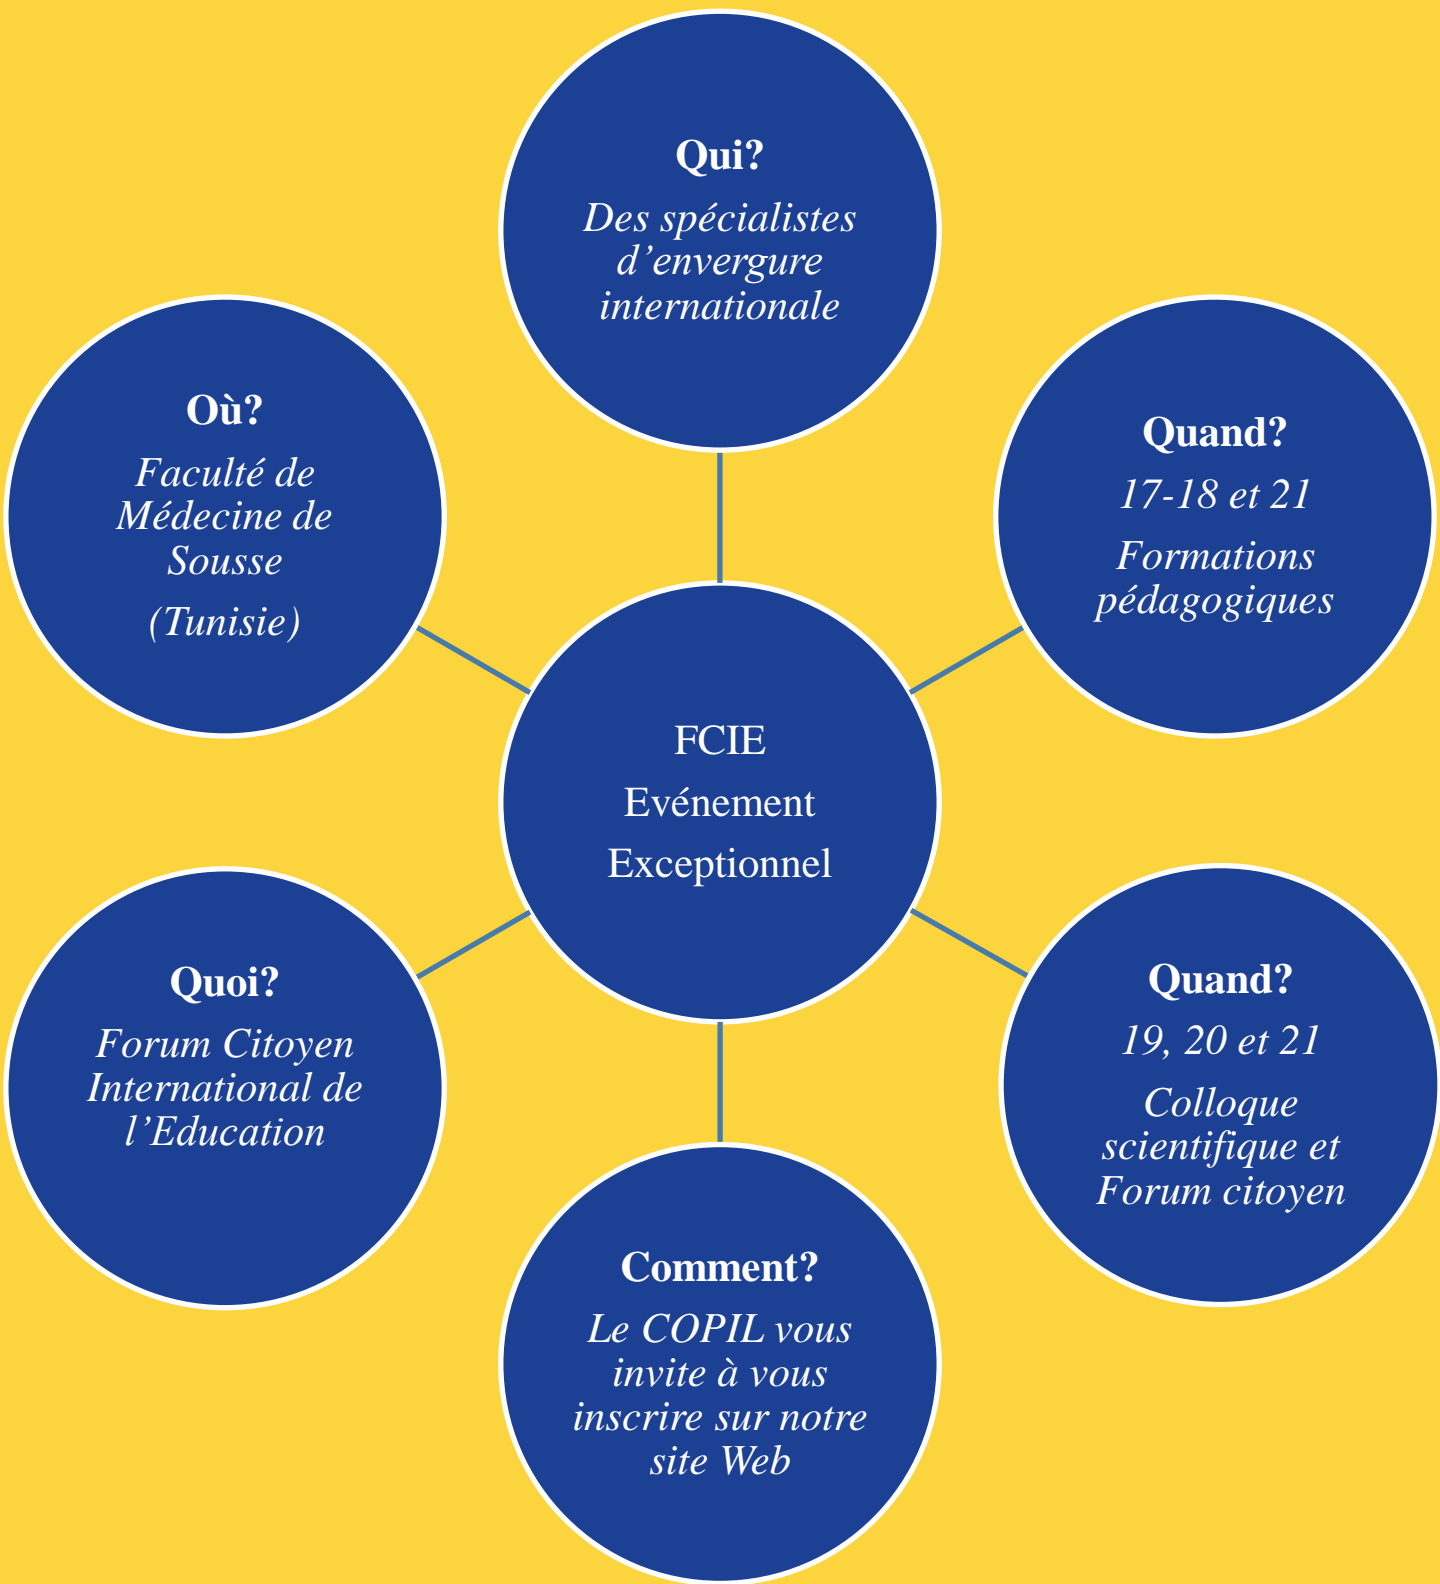 Qui?
Des spécialistes
d’envergure
internationale
Quand?
17-18 et 21
Formations
pédagogiques
Quand?
19, 20 et 21
Colloque
scientifique et
Forum citoyen
Comment?
Le COPIL vous
invite à vous
inscrire sur notre
site Web
Quoi?
Forum Citoyen
International de
l’Education
Où?
Faculté de
Médecine de
Sousse
(Tunisie)
FCIE
Evénement
Exceptionnel